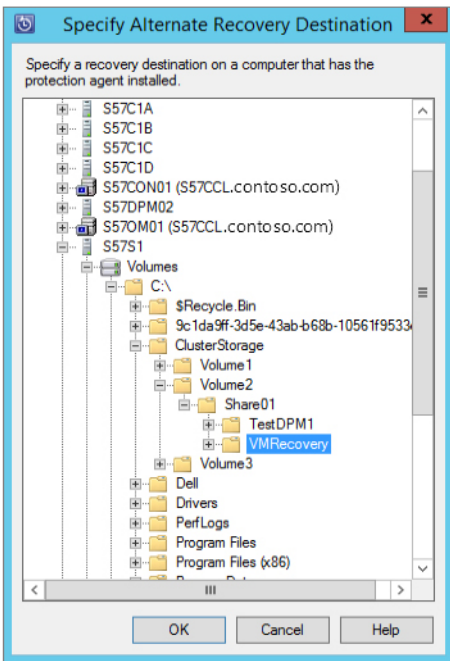 Specify Alternate Recovery Destination
Specify a recovery destination on a computer that has the
protection agent installed.
S57C1A
S57C1B
S57C1C
S57C1D
S57CON01 (S57CCL.contoso.com)
S57DPM02
S57OM01 (S57CCL.contoso.com)
S57S1
Volumes
C:\
$Recycle.Bin
9c1da9ff-3d5e-43ab-b68b-10561f9533
ClusterStorage
Volume1
Volume2
Share01
TestDPM1
VMRecovery
Volume3
Dell
Drivers
PerfLogs
Program Files
Program Files (x86)
OK Cancel Help